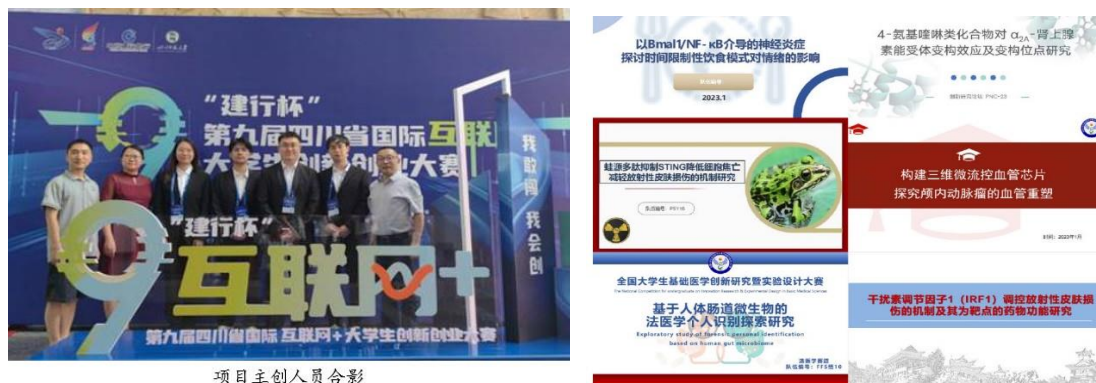 "建行杯"
第九届四川省国际互联
大学生创新创业大赛
我敢闯 我会创
"建行杯"
9互联网+
第九届四川省国际互联网+大学生创新创业大赛
项目主创人员合影
以Bmal1/NF-κB介导的神经炎症
探讨时间限制性饮食模式对情绪的影响
2023.1
4-氨基喹啉类化合物对 α2A-肾上腺
素能受体变构效应及变构位点研究
蛙源多肽抑制STING降低细胞焦亡
减轻放射性皮肤损伤的机制研究
构建三维微流控血管芯片
探究颅内动脉瘤的血管重塑
全国大学生基础医学创新研究暨实验设计大赛
基于人体肠道微生物的
法医学个人识别探索研究
Exploratory study of forensic personal identification
based on human gut microbiome
干扰素调节因子1（IRF1）调控放射性皮肤损
伤的机制及其为靶点的药物功能研究